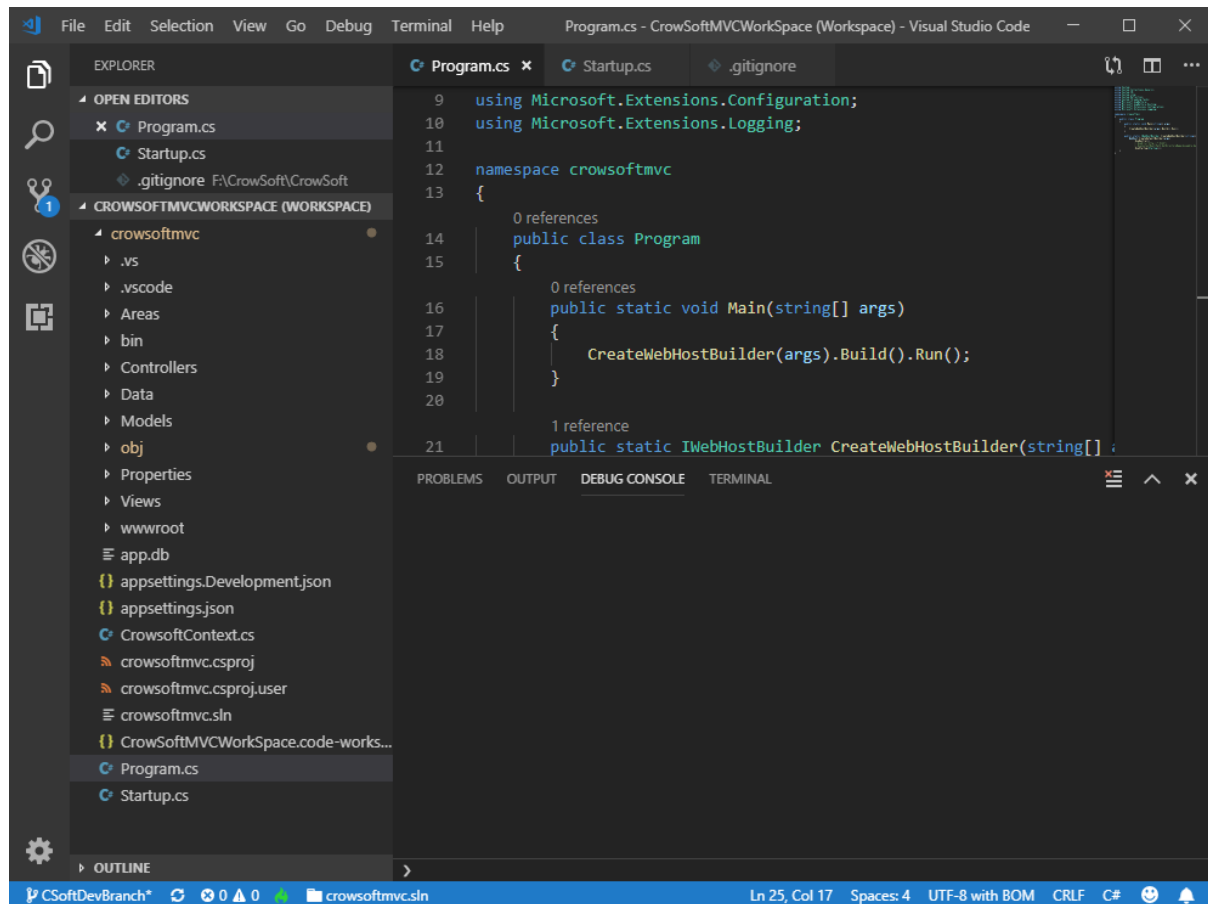 File Edit Selection View Go Debug Terminal Help Program.cs - CrowSoftMVCWorkSpace (Workspace) - Visual Studio Code
EXPLORER
OPEN EDITORS
Program.cs
Startup.cs
.gitignore F:\CrowSoft\CrowSoft
1
CROWSOFTMVCWORKSPACE (WORKSPACE)
crowsoftmvc
.vs
.vscode
Areas
bin
Controllers
Data
Models
obj
Properties
Views
wwwroot
app.db
{} appsettings.Development.json
{} appsettings.json
C# CrowsoftContext.cs
crowsoftmvc.csproj
crowsoftmvc.csproj.user
crowsoftmvc.sln
{} CrowSoftMVCWorkSpace.code-works...
C# Program.cs
C# Startup.cs
OUTLINE
C# Program.cs C# Startup.cs .gitignore
9 using Microsoft.Extensions.Configuration;
10 using Microsoft.Extensions.Logging;
11
12 namespace crowsoftmvc
13 {
0 references
14 public class Program
15 {
0 references
16 public static void Main(string[] args)
17 {
18 CreateWebHostBuilder(args).Build().Run();
19 }
20
1 reference
21 public static IWebHostBuilder CreateWebHostBuilder(string[]
PROBLEMS OUTPUT DEBUG CONSOLE TERMINAL
CSoftDevBranch* 0 0 crowsoftmvc.sln Ln 25, Col 17 Spaces: 4 UTF-8 with BOM CRLF C#